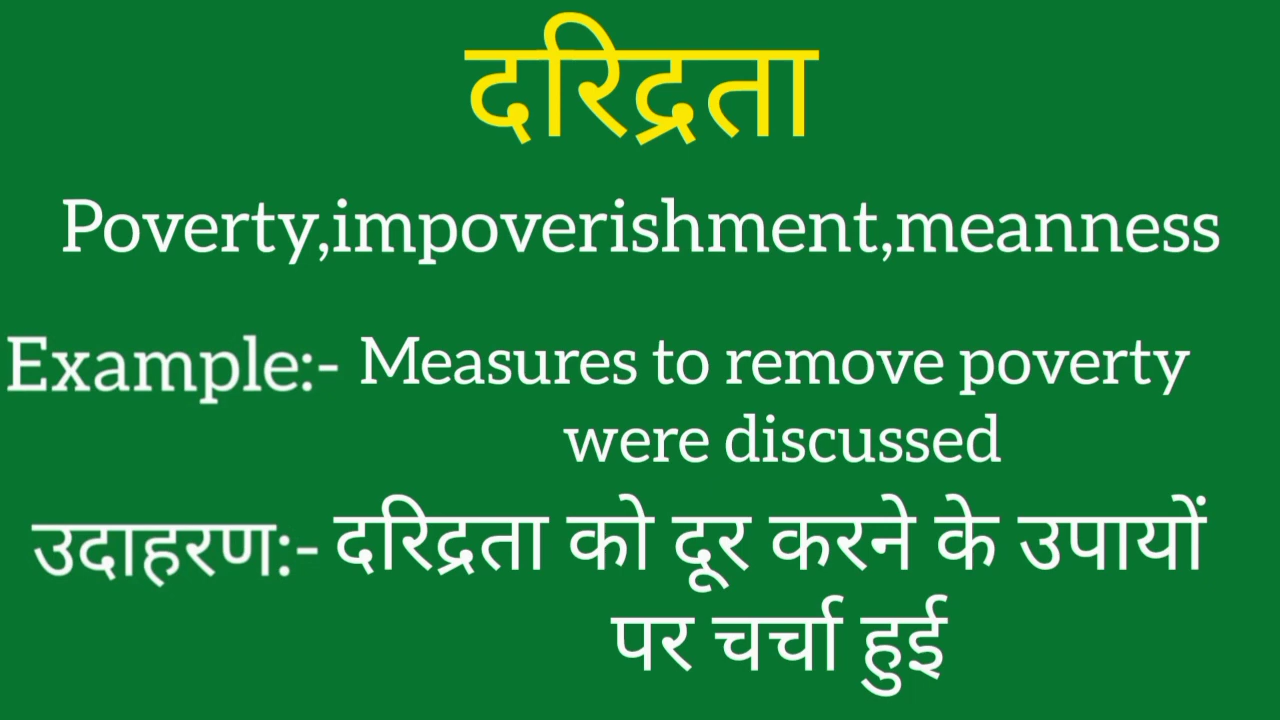 दरिद्रता
Poverty,impoverishment,meanness
Example:- Measures to remove poverty
were discussed
उदाहरण:- दरिद्रता को दूर करने के उपायों
पर चर्चा हुई